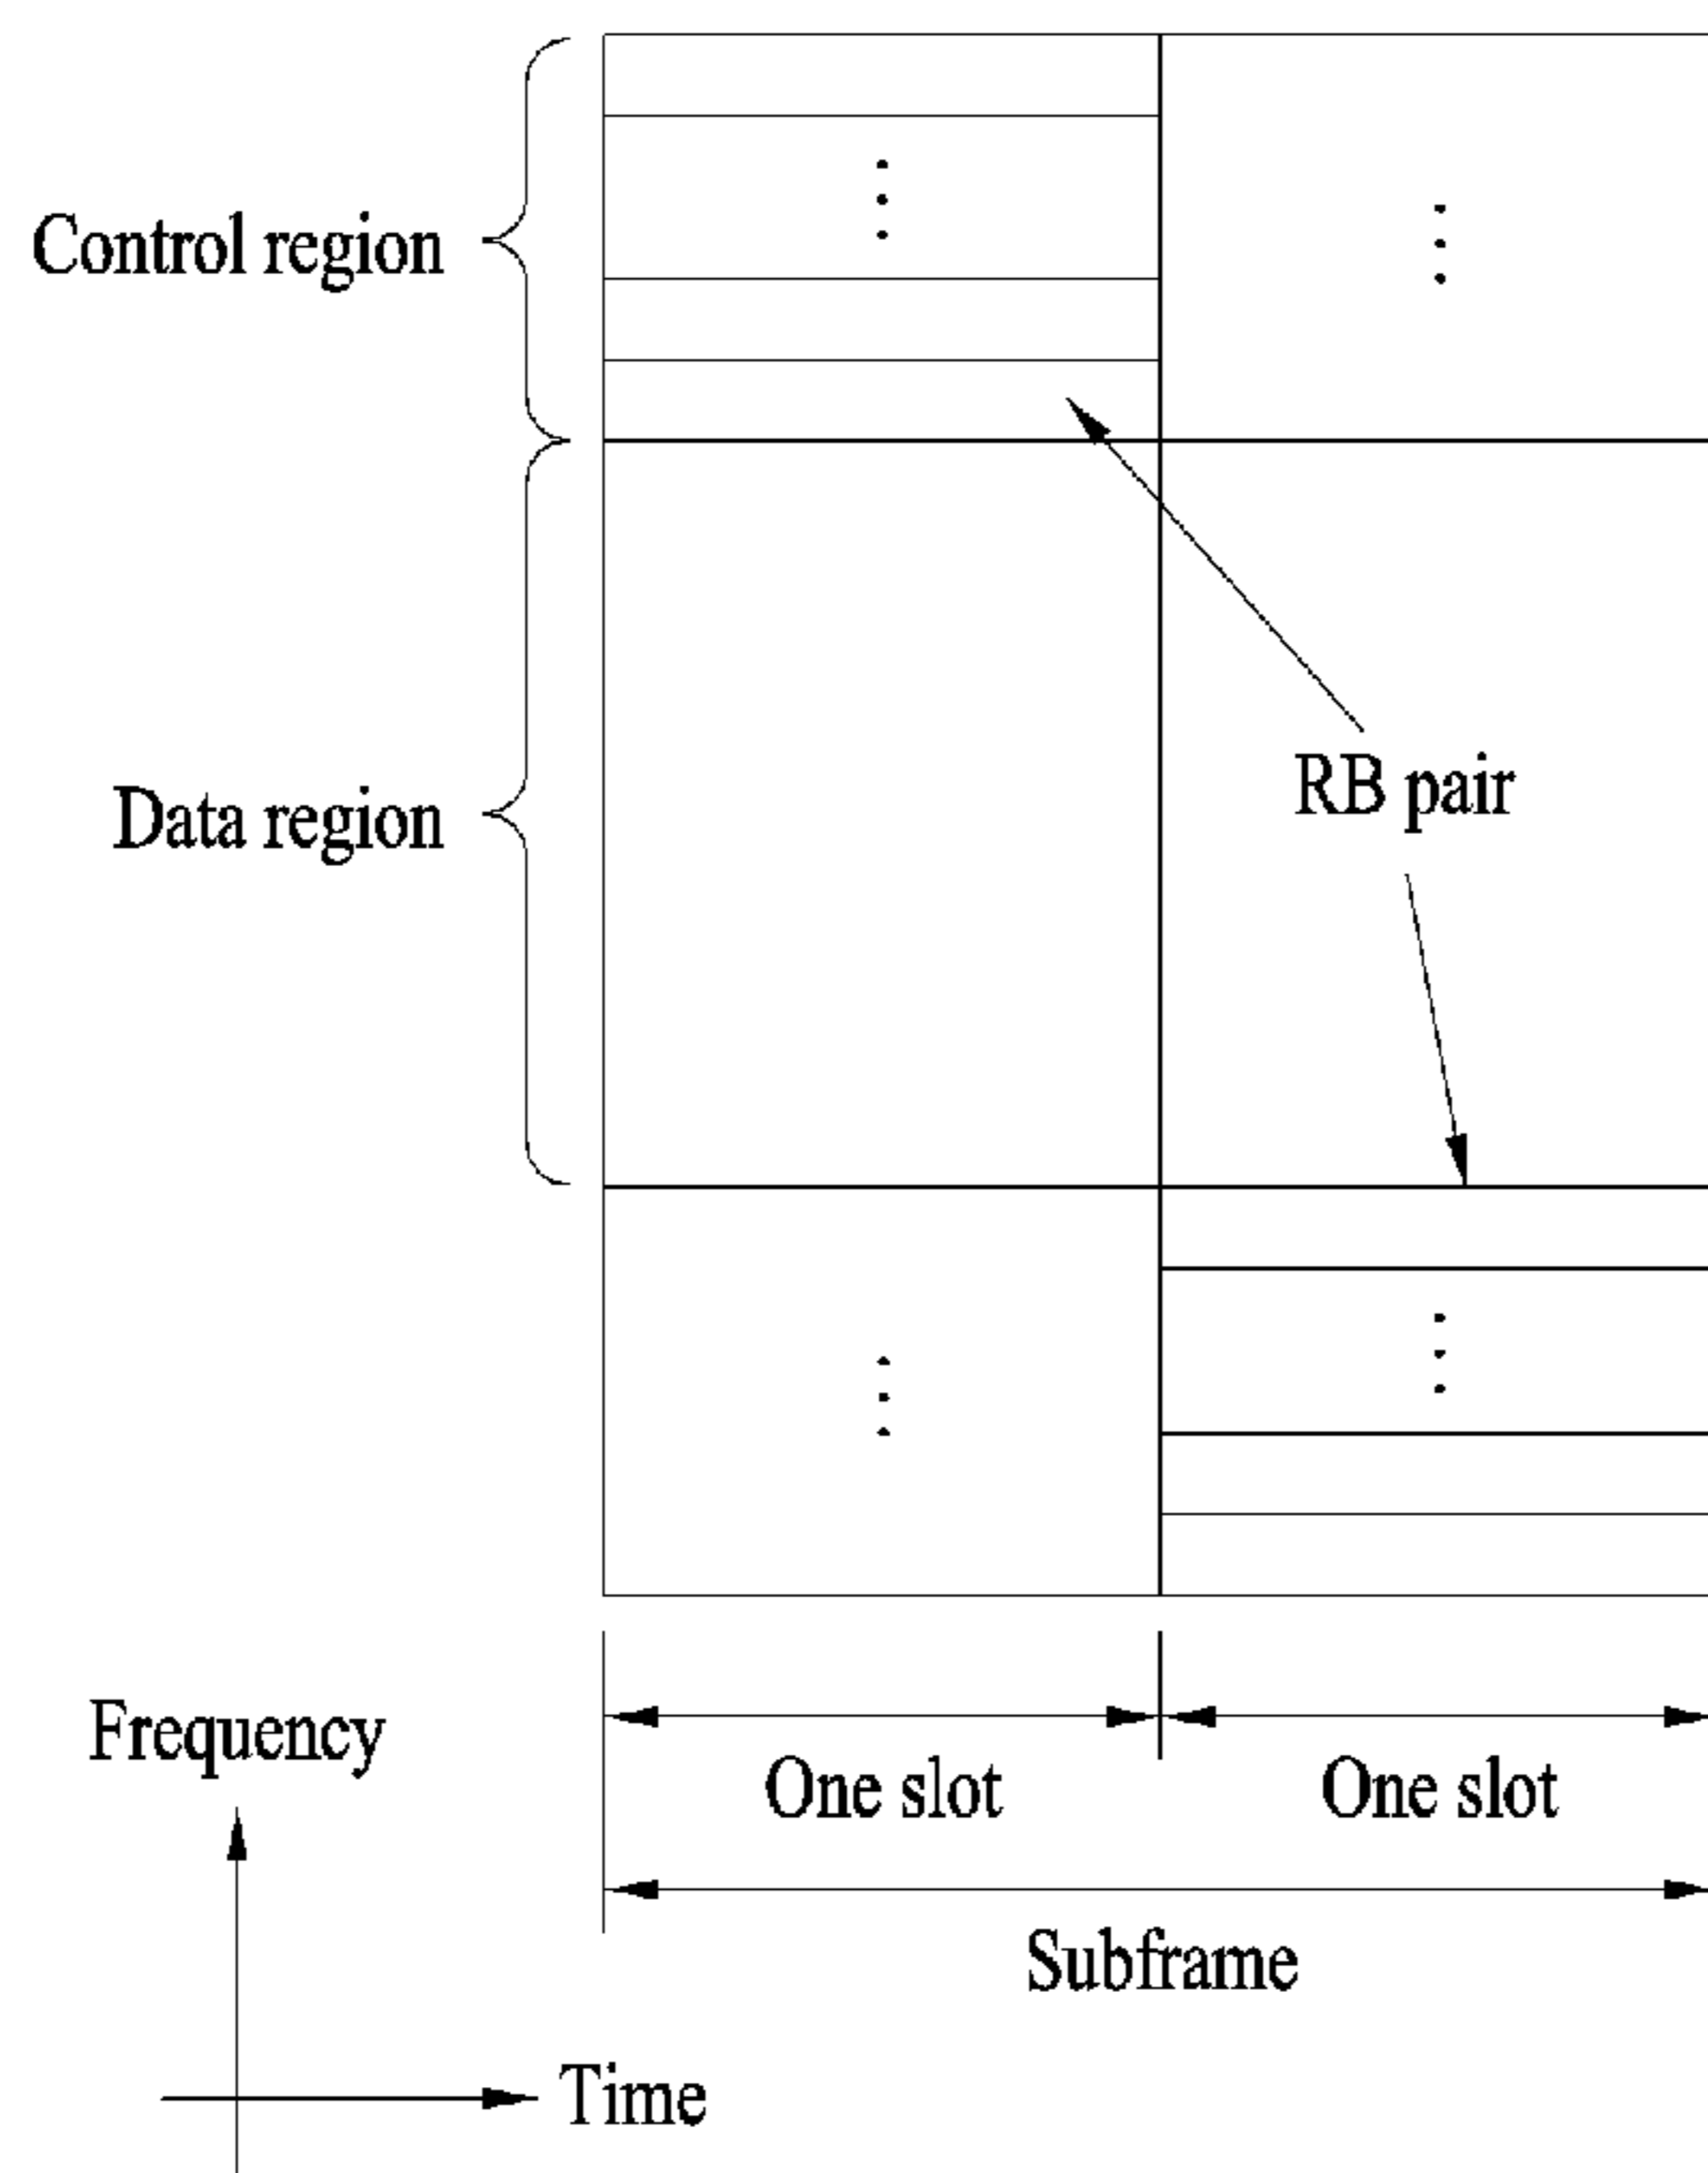 Control region
Data region
RB pair
Frequency
One slot
One slot
Subframe
Time